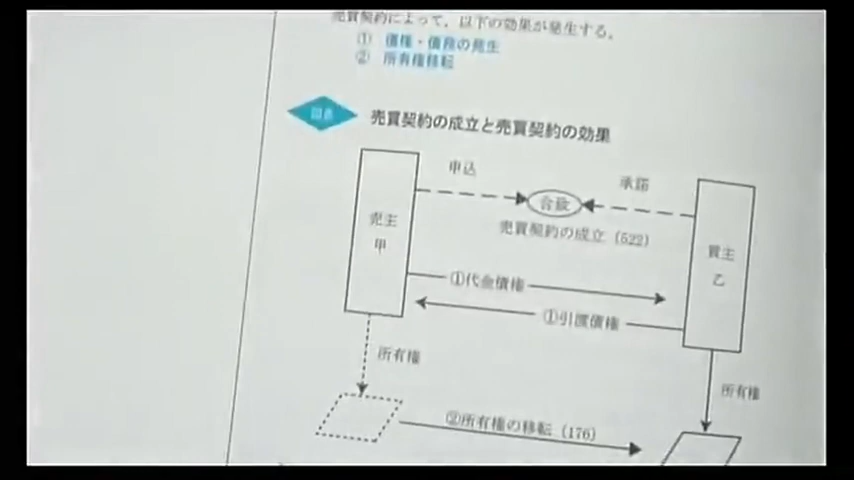 売買契約によって、以下の効果が発生する。
① 債権・債務の発生
② 所有権移転
図表
売買契約の成立と売買契約の効果
申込
承諾
合致
売買契約の成立（522）
売主
甲
買主
乙
①代金債権
①引渡債権
所有権
所有権
②所有権の移転（176）